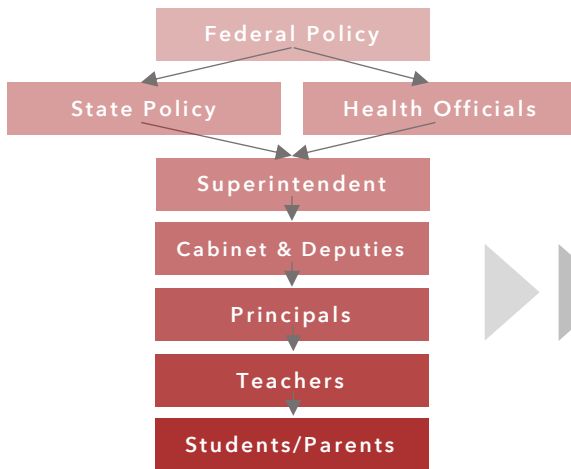 Federal Policy
State Policy
Health Officials
Superintendent
Cabinet & Deputies
Principals
Teachers
Students/Parents